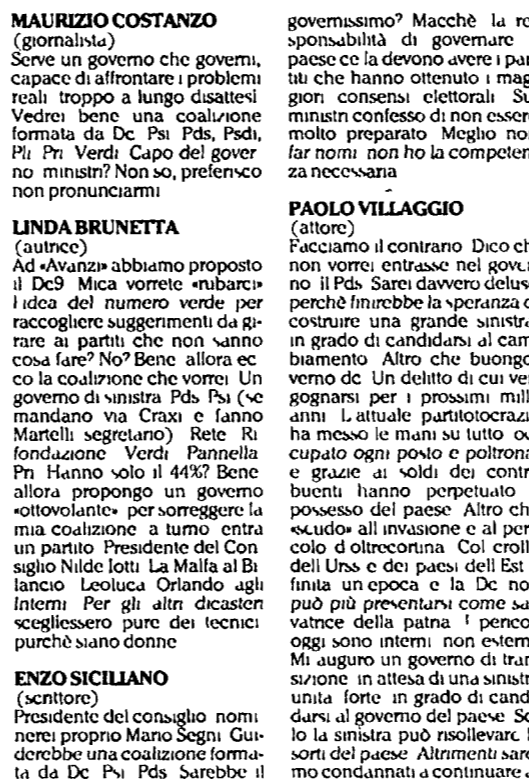 MAURIZIO COSTANZO
(giornalista)
Serve un governo che governi,
capace di affrontare i problemi
reali troppo a lungo disattesi
Vedrei bene una coalizione
formata da Dc Psi Pds, Psdi,
Pli Pri Verdi Capo del gover
no ministri? Non so, preferisco
non pronunciarmi
LINDA BRUNETTA
(autrice)
Ad «Avanzi» abbiamo proposto
il Dc9 Mica vorrete «rubarci»
l idea del numero verde per
raccogliere suggerimenti da gi-
rare ai partiti che non sanno
cosa fare? No? Bene allora ec
co la coalizione che vorrei Un
governo di sinistra Pds Psi (se
mandano via Craxi e fanno
Martelli segretario) Rete Ri
fondazione Verdi Pannella
Pri Hanno solo il 44%? Bene
allora propongo un governo
«ottovolante» per sorreggere la
mia coalizione a turno entra
un partito Presidente del Con
siglio Nilde Iotti La Malfa al Bi
lancio Leoluca Orlando agli
Interni Per gli altri dicasteri
scegliessero pure dei tecnici
purchè siano donne
ENZO SICILIANO
(scrittore)
Presidente del consiglio nomi
nerei proprio Mario Segni Gui-
derebbe una coalizione forma-
ta da Dc Psi Pds Sarebbe il
governissimo? Macchè la re
sponsabilità di governare
paese ce la devono avere i par
titi che hanno ottenuto i mag
giori consensi elettorali Su
ministri confesso di non essere
molto preparato Meglio non
far nomi non ho la competen
za necessaria
PAOLO VILLAGGIO
(attore)
Facciamo il contrario Dico ch
non vorrei entrasse nel gover
no il Pds Sarei davvero delus
perchè finirebbe la speranza d
costruire una grande sinistra
in grado di candidarsi al cam
biamento Altro che buongo
verno dc Un delitto di cui ver
gognarsi per i prossimi mill
anni L attuale partitotocrazi
ha messo le mani su tutto oc
cupato ogni posto e poltrona
e grazie ai soldi dei contri
buenti hanno perpetuato
possesso del paese Altro ch
«scudo» all invasione e al peri
colo d oltrecortina Col croll
dell Urss e dei paesi dell Est
finita un epoca e la Dc non
può più presentarsi come sal
vatrice della patria I perico
oggi sono interni non estern
Mi auguro un governo di tran
sizione in attesa di una sinistra
unita forte in grado di candi
darsi al governo del paese So
lo la sinistra può risollevare l
sorti del paese Altrimenti sare
mo condannati a continuare